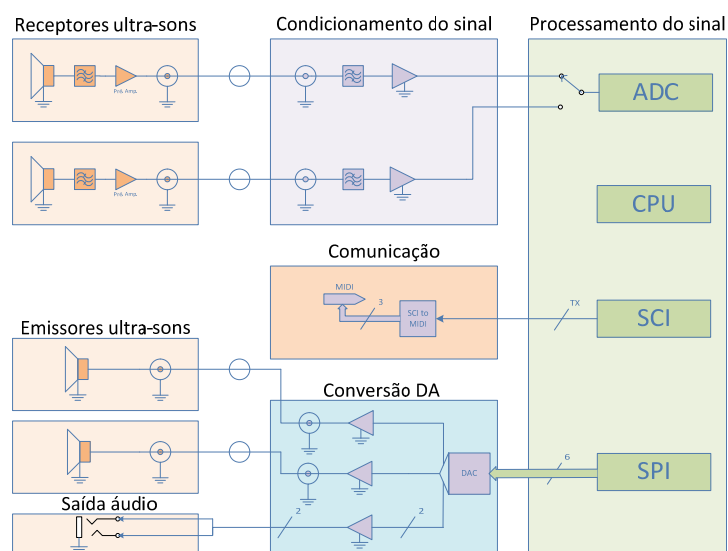 Receptores ultra-sons
Condicionamento do sinal
Processamento do sinal
Pré Amp.
ADC
Pré Amp.
CPU
Comunicação
MIDI
3
SCI to
MIDI
TX
SCI
Emissores ultra-sons
Conversão DA
DAC
6
SPI
Saída áudio
2
2